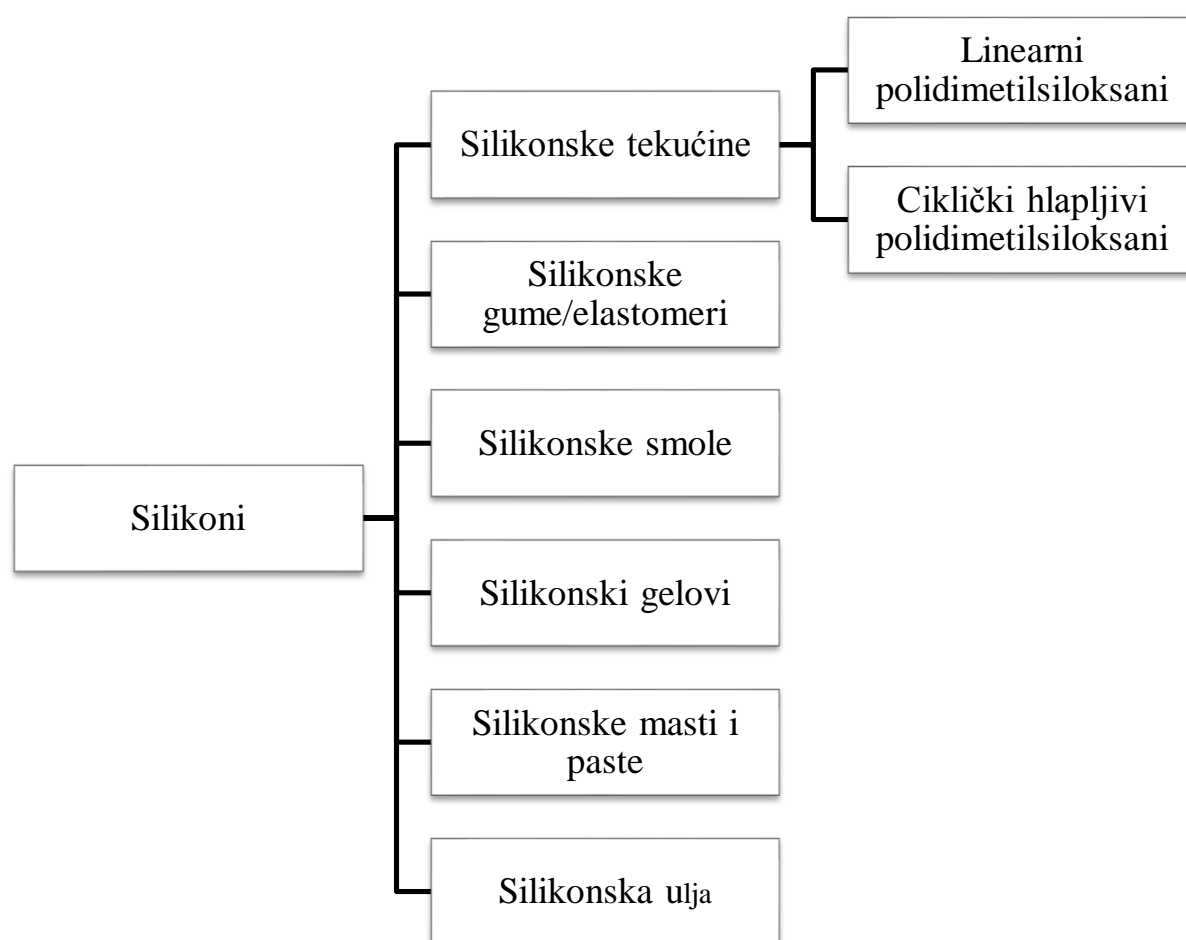 Linearni
polidimetilsiloksani
Silikonske tekućine
Ciklički hlapljivi
polidimetilsiloksani
Silikonske
gume/elastomeri
Silikonske smole
Silikoni
Silikonski gelovi
Silikonske masti i
paste
Silikonska ulja